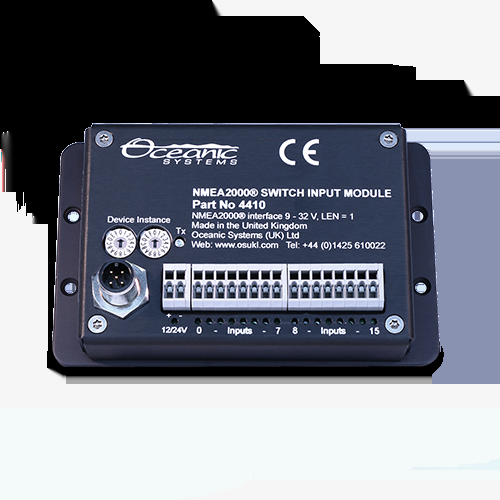 Oceanic
SYSTEMS
CE
NMEA2000® SWITCH INPUT MODULE
Part No 4410
NMEA2000® interface 9 - 32 V, LEN = 1
Made in the United Kingdom
Oceanic Systems (UK) Ltd
Web: www.osukl.com Tel: +44 (0)1425 610022
Device Instance
Tx
+ -
12/24V 0 - Inputs - 7 8 - Inputs - 15